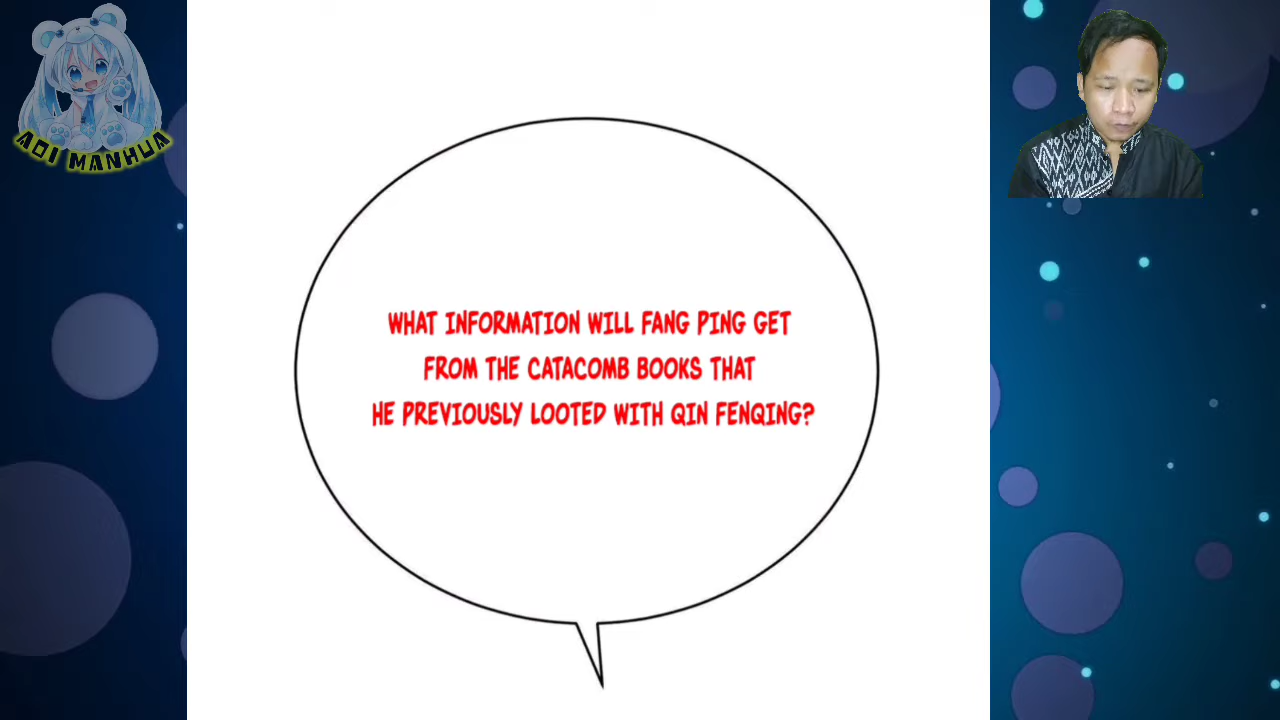 AOI MANHUA
WHAT INFORMATION WILL FANG PING GET
FROM THE CATACOMB BOOKS THAT
HE PREVIOUSLY LOOTED WITH QIN FENQING?